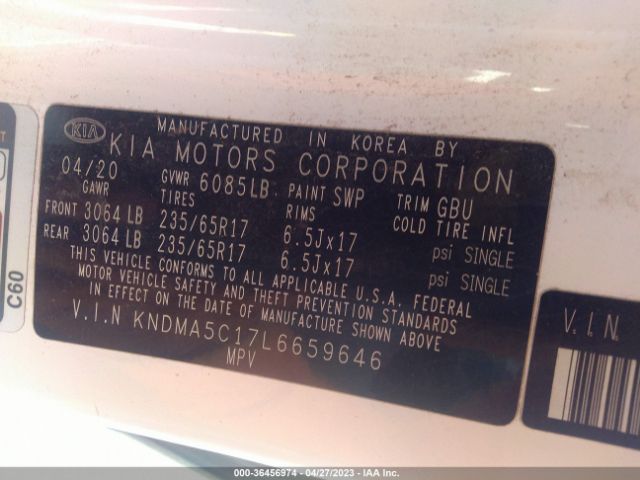 KIA
MANUFACTURED IN KOREA BY
KIA MOTORS CORPORATION
04/20 GVWR 6085LB PAINT SWP TRIM GBU
GAWR TIRES RIMS COLD TIRE INFL
FRONT 3064 LB 235/65R17 6.5Jx17 psi SINGLE
REAR 3064 LB 235/65R17 6.5Jx17 psi SINGLE
THIS VEHICLE CONFORMS TO ALL APPLICABLE U.S.A. FEDERAL
MOTOR VEHICLE SAFETY AND THEFT PREVENTION STANDARDS
IN EFFECT ON THE DATE OF MANUFACTURE SHOWN ABOVE
V.I.N KNDMA5C17L6659646
MPV
C60
V.I.N.
000-36456974 - 04/27/2023 - IAA Inc.